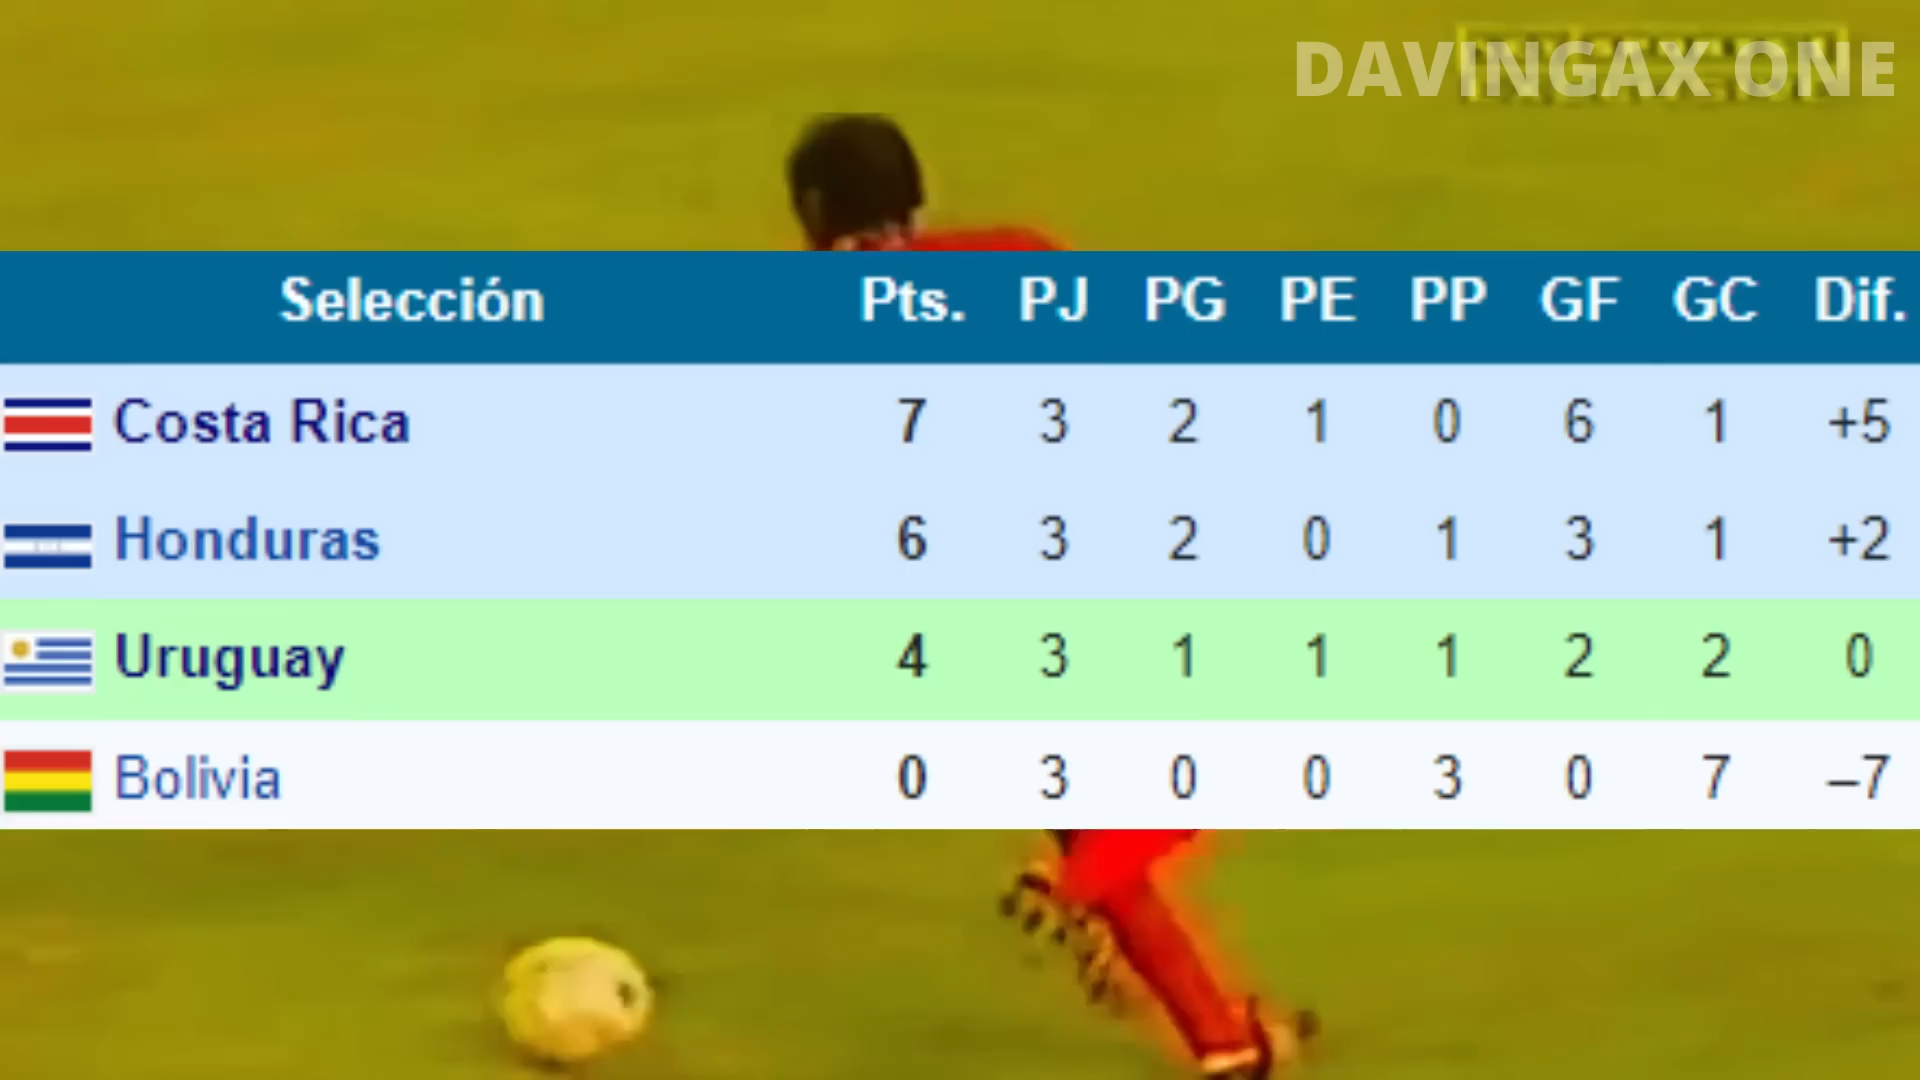 DAVINGAX ONE
Selección Pts. PJ PG PE PP GF GC Dif.
Costa Rica 7 3 2 1 0 6 1 +5
Honduras 6 3 2 0 1 3 1 +2
Uruguay 4 3 1 1 1 2 2 0
Bolivia 0 3 0 0 3 0 7 –7